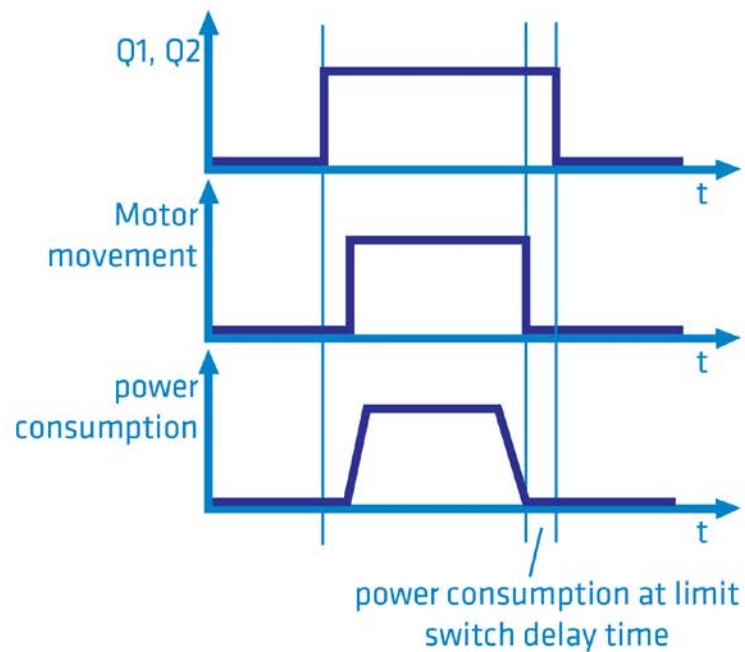 Q1, Q2
t
Motor
movement
t
power
consumption
t
power consumption at limit
switch delay time